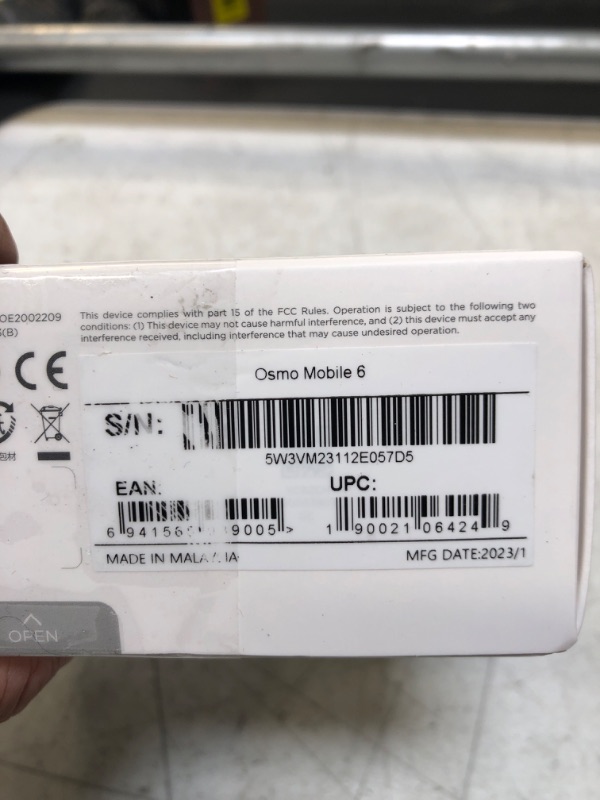 OE2002209
This device complies with part 15 of the FCC Rules. Operation is subject to the following two
(B)
conditions: (1) This device may not cause harmful interference, and (2) this device must accept any
interference received, including interference that may cause undesired operation.
CE
Osmo Mobile 6
S/N:
5W3VM23112E057D5
EAN: UPC:
6 94156 9005> 1 90021 06424 9
MADE IN MFG DATE:2023/1
OPEN